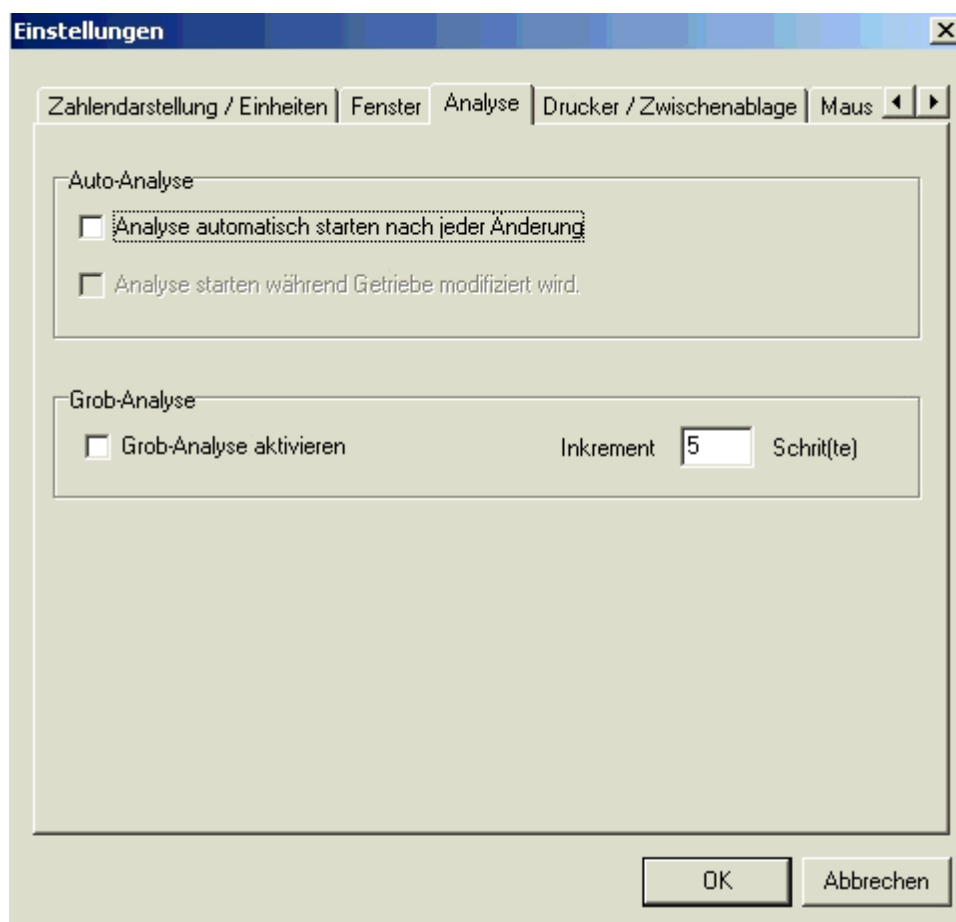 Einstellungen
Zahlendarstellung / Einheiten Fenster Analyse Drucker / Zwischenablage Maus
Auto-Analyse
Analyse automatisch starten nach jeder Änderung
Analyse starten während Getriebe modifiziert wird.
Grob-Analyse
Grob-Analyse aktivieren Inkrement 5 Schrit(te)
OK Abbrechen